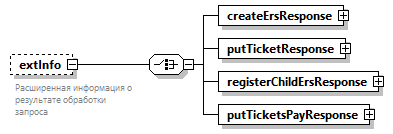 createErsResponse
putTicketResponse
extInfo
registerChildErsResponse
Расширенная информация о
результате обработки
запроса
putTicketsPayResponse